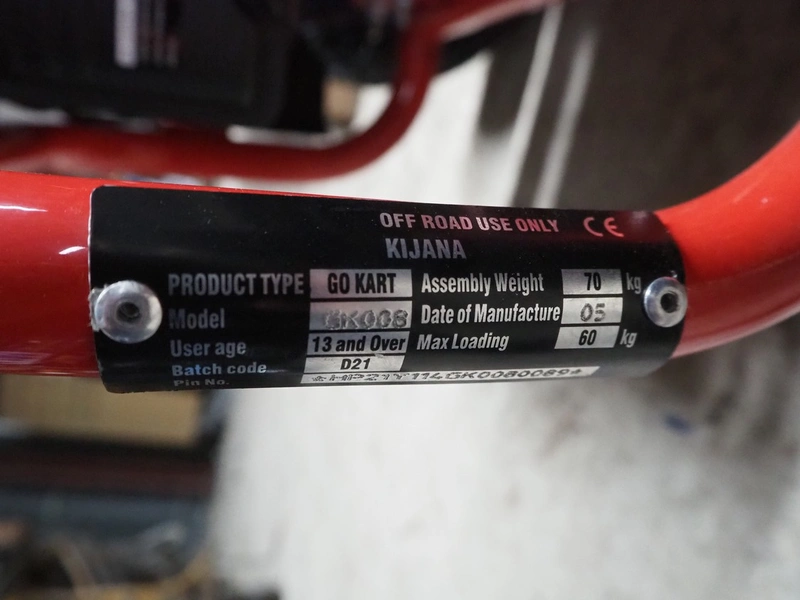 OFF ROAD USE ONLY CE
KIJANA
PRODUCT TYPE GO KART Assembly Weight 70 kg
Model GK008 Date of Manufacture 05
User age 13 and Over Max Loading 60 kg
Batch code D21
Pin No.